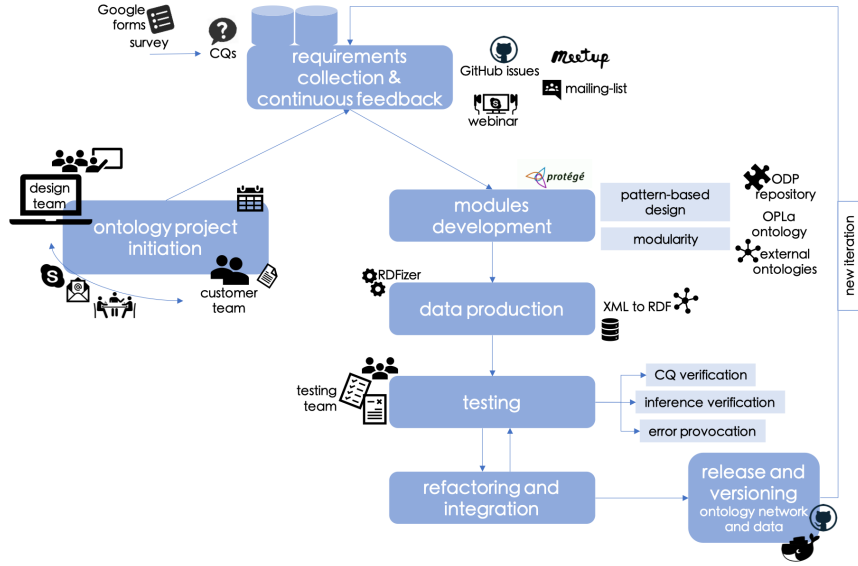 Google
forms
survey
CQs
requirements
collection &
continuous feedback
GitHub issues
meetup
mailing-list
webinar
design
team
ontology project
initiation
customer
team
protégé
modules
development
pattern-based
design
modularity
ODP
repository
OPLa
ontology
external
ontologies
new iteration
RDFizer
data production
XML to RDF
testing
team
testing
CQ verification
inference verification
error provocation
refactoring and
integration
release and
versioning
ontology network
and data